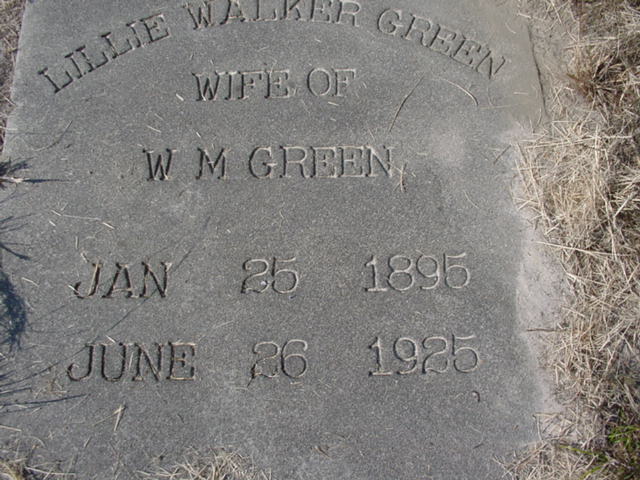 LILLIE WALKER GREEN
WIFE OF
W M GREEN
JAN 25 1895
JUNE 26 1925